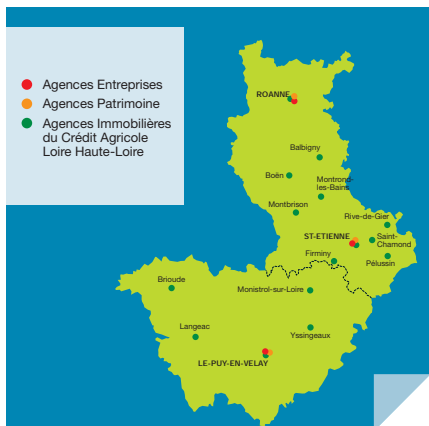 Agences Entreprises
Agences Patrimoine
Agences Immobilières
du Crédit Agricole
Loire Haute-Loire
ROANNE
Balbigny
Boën
Montrond-
les-Bains
Montbrison
Rive-de-Gier
ST-ETIENNE
Saint-
Chamond
Firminy
Pélussin
Brioude
Monistrol-sur-Loire
Langeac
Yssingeaux
LE-PUY-EN-VELAY